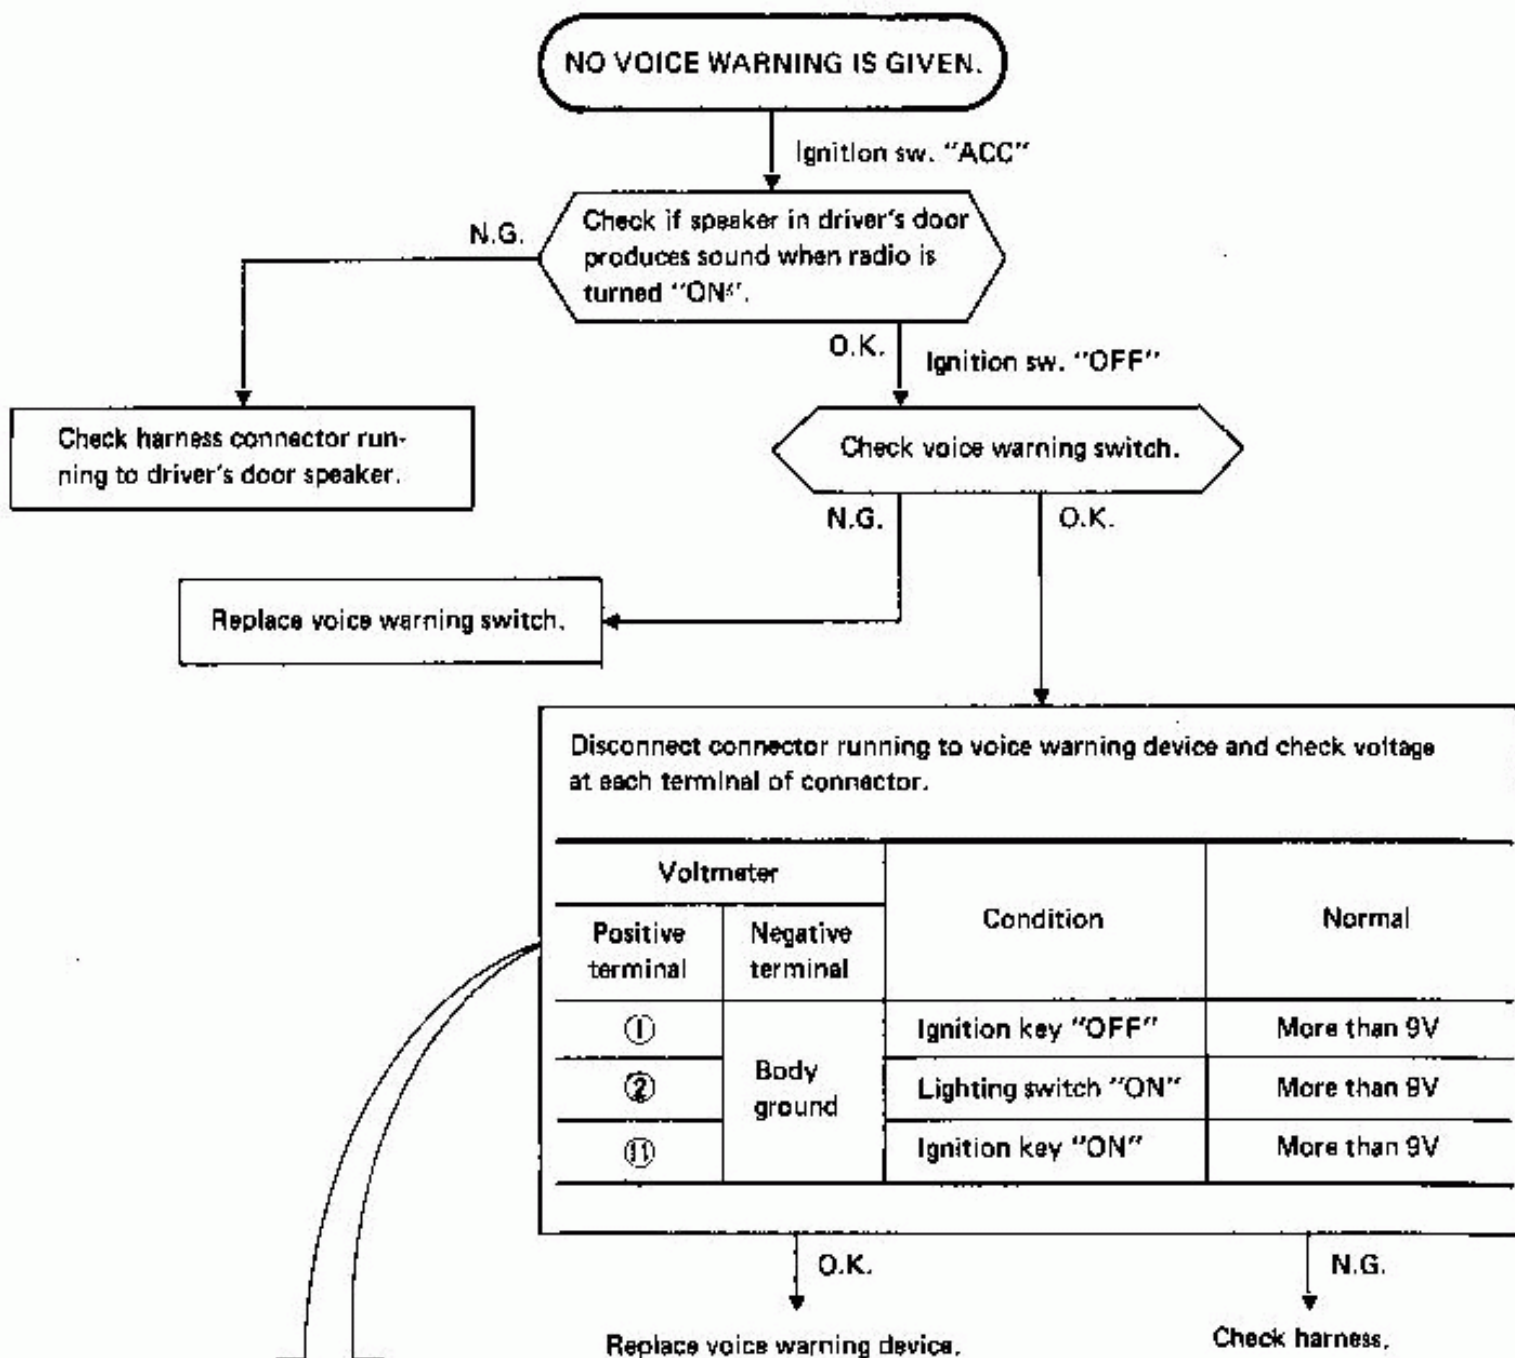 NO VOICE WARNING IS GIVEN.
Ignition sw. "ACC"
N.G.
Check if speaker in driver's door
produces sound when radio is
turned "ON".
O.K.
Ignition sw. "OFF"
Check harness connector run-
ning to driver's door speaker.
Check voice warning switch.
N.G.
O.K.
Replace voice warning switch.
Disconnect connector running to voice warning device and check voltage
at each terminal of connector.
Voltmeter
Condition
Normal
Positive
terminal
Negative
terminal
①
Body
ground
Ignition key "OFF"
More than 9V
②
Lighting switch "ON"
More than 9V
⑪
Ignition key "ON"
More than 9V
O.K.
N.G.
Replace voice warning device.
Check harness.